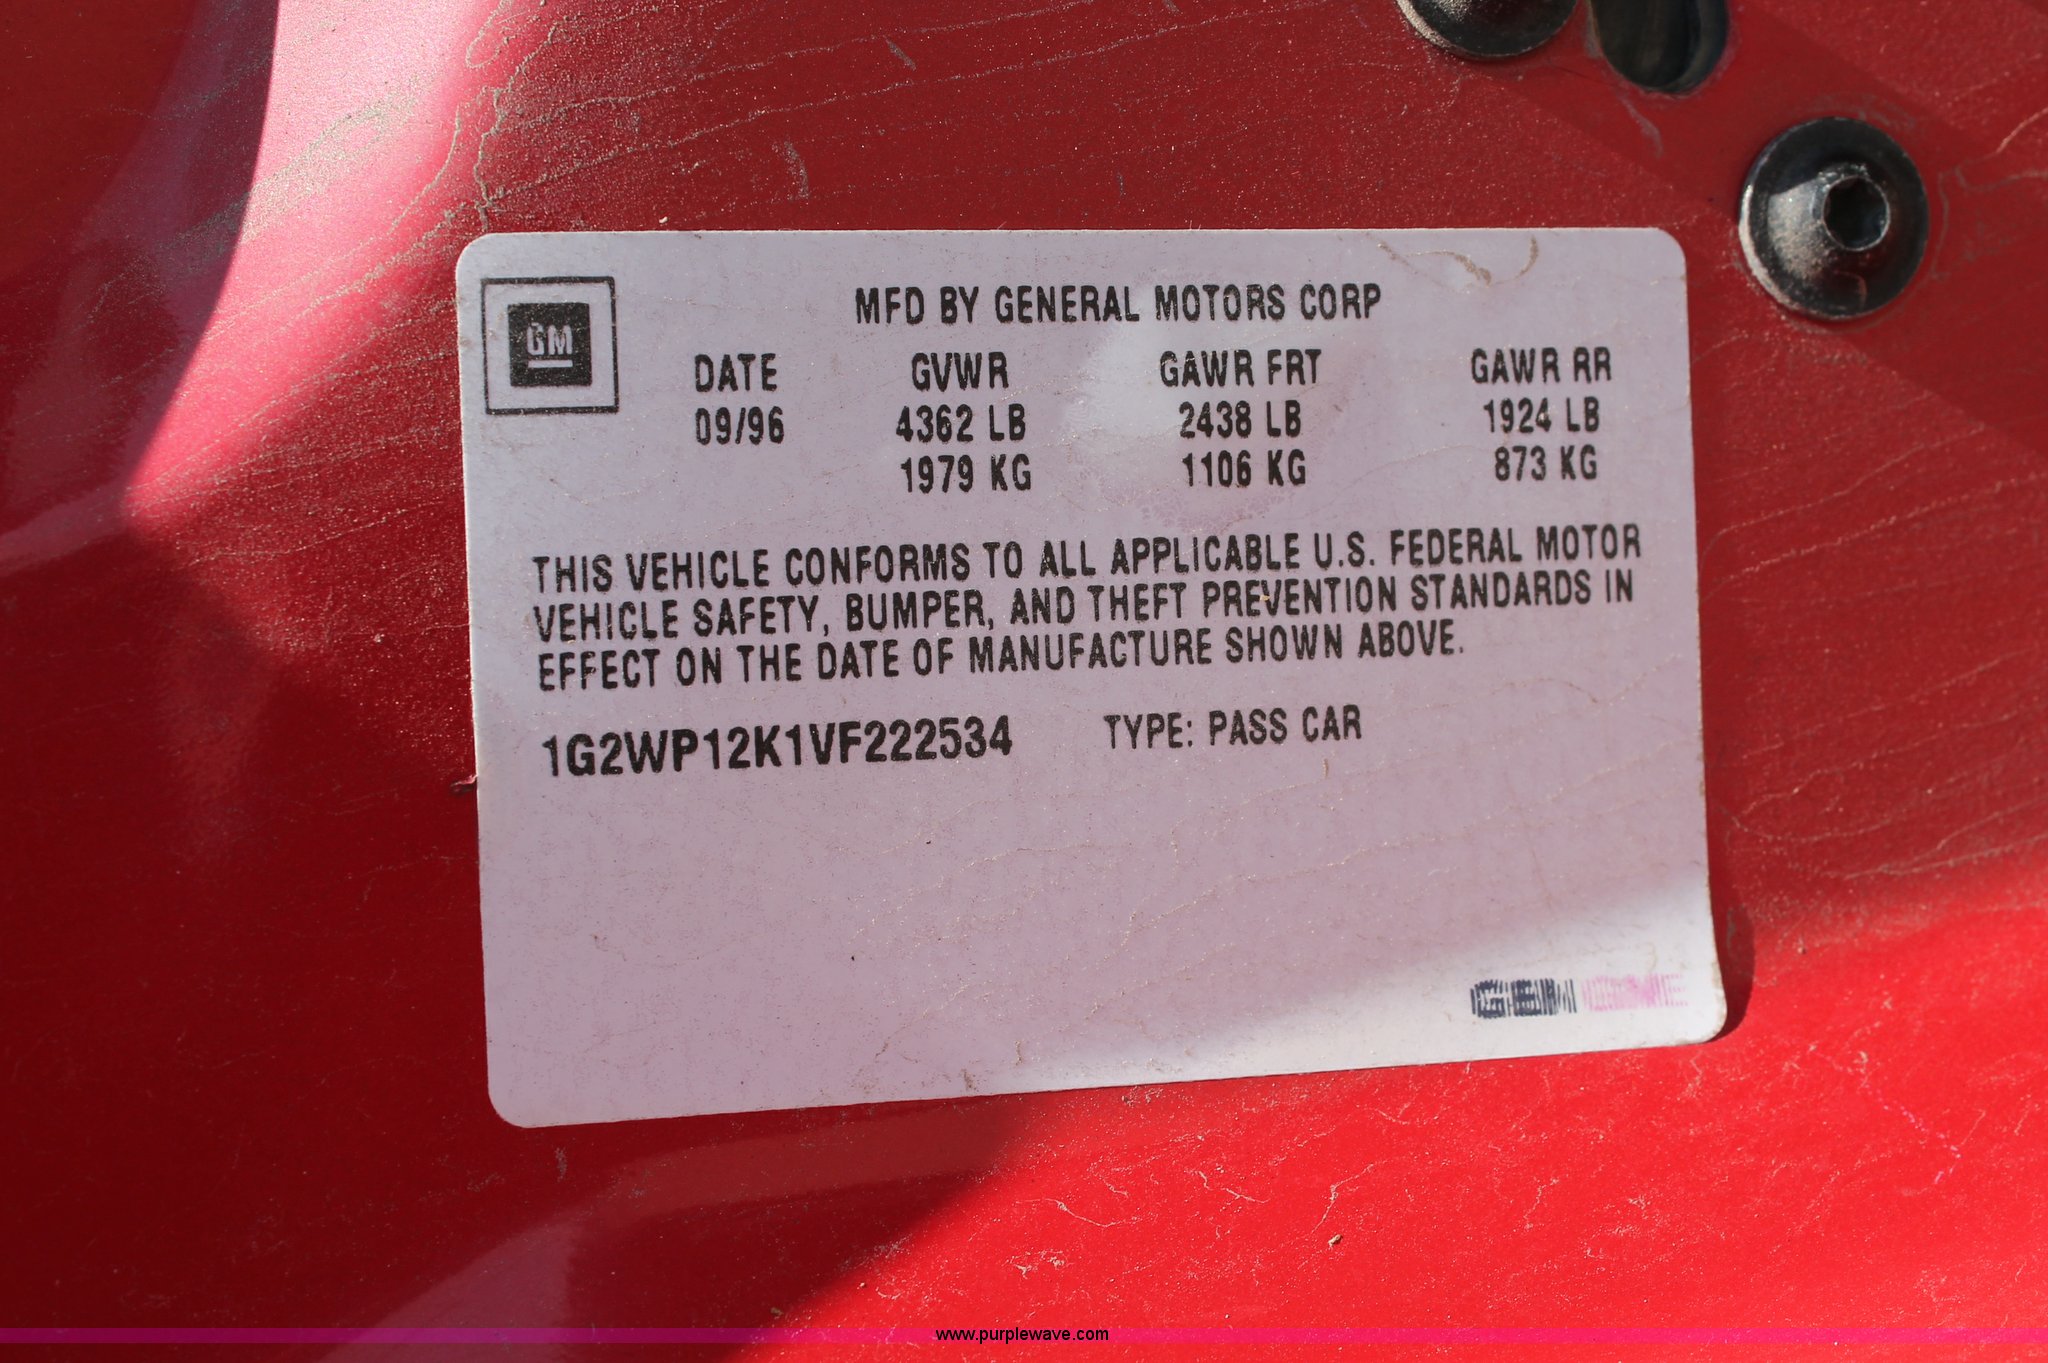 GM
MFD BY GENERAL MOTORS CORP
DATE GVWR GAWR FRT GAWR RR
09/96 4362 LB 2438 LB 1924 LB
1979 KG 1106 KG 873 KG
THIS VEHICLE CONFORMS TO ALL APPLICABLE U.S. FEDERAL MOTOR
VEHICLE SAFETY, BUMPER, AND THEFT PREVENTION STANDARDS IN
EFFECT ON THE DATE OF MANUFACTURE SHOWN ABOVE.
1G2WP12K1VF222534 TYPE: PASS CAR
www.purplewave.com